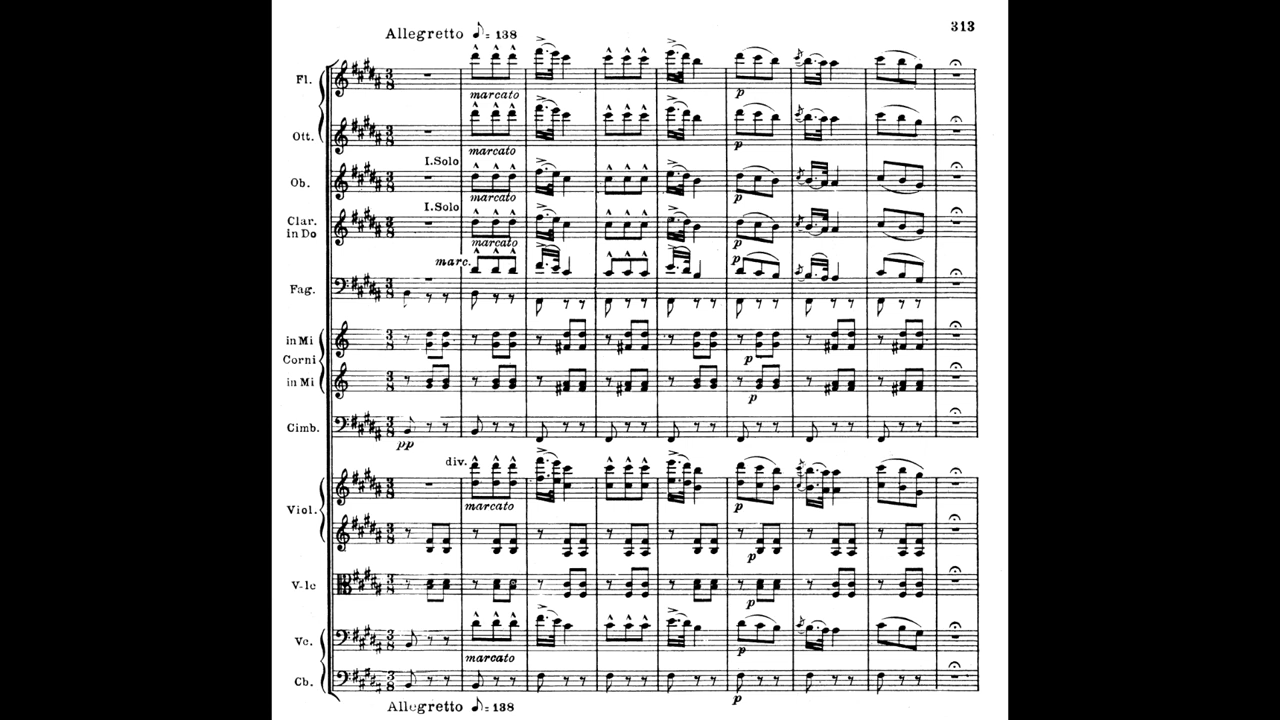 313
Allegretto ♪= 138
Fl.
marcato
p
Ott.
marcato
p
I.Solo
Ob.
marcato
p
I.Solo
Clar.
in Do
marcato
p
marc.
p
Fag.
in Mi
p
Corni
in Mi
p
Cimb.
pp
div.
marcato
p
Viol.
p
V-le
p
Vc.
marcato
p
Cb.
p
Allegretto ♪= 138